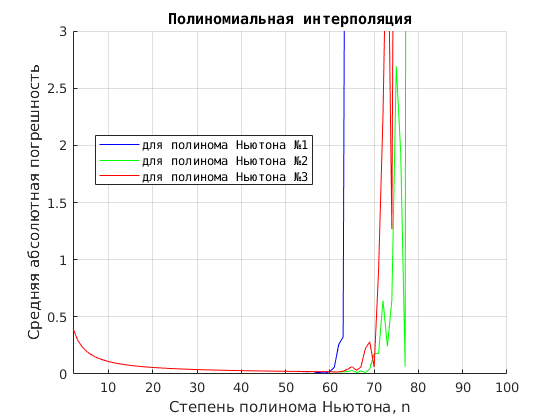 Полиномиальная интерполяция
Средняя абсолютная погрешность
3
2.5
2
1.5
1
0.5
0
для полинома Ньютона №1
для полинома Ньютона №2
для полинома Ньютона №3
10 20 30 40 50 60 70 80 90 100
Степень полинома Ньютона, n